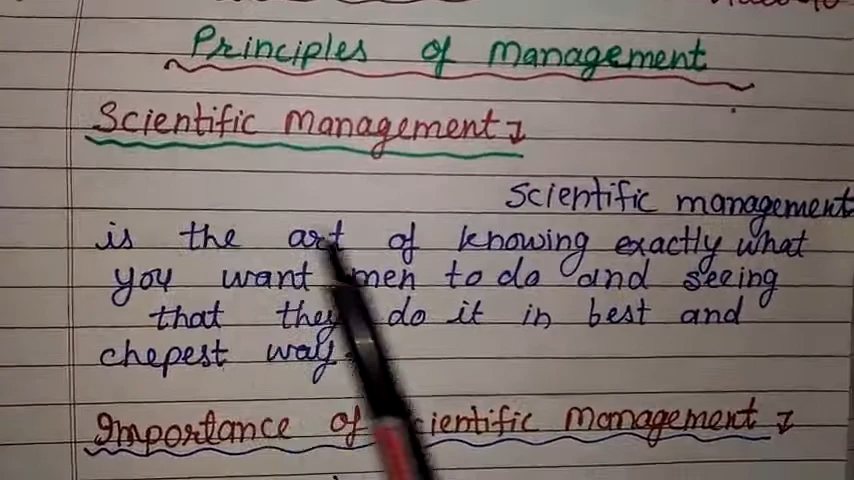 Principles of management
Scientific management
Scientific management
is the art of knowing exactly what
you want men to do and seeing
that they do it in best and
chepest way
Importance of cientific management